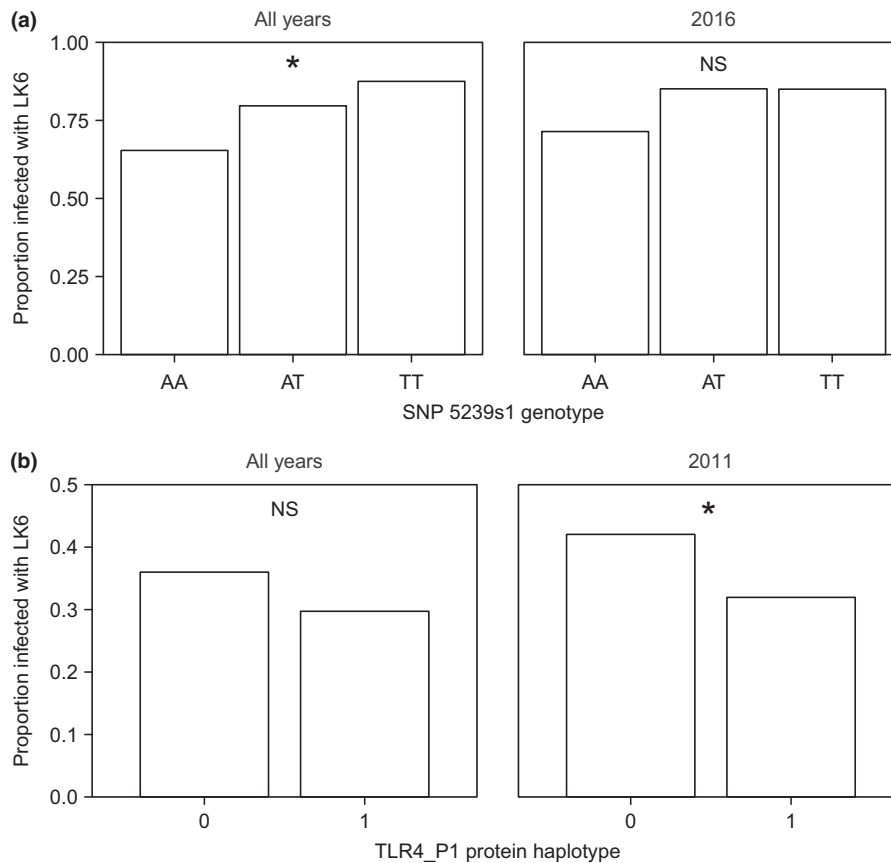 (a)
All years
2016
Proportion infected with LK6
1.00
0.75
0.50
0.25
0.00
*
NS
AA AT TT
AA AT TT
SNP 5239s1 genotype
(b)
All years
2011
Proportion infected with LK6
0.5
0.4
0.3
0.2
0.1
0.0
NS
*
0 1
0 1
TLR4_P1 protein haplotype